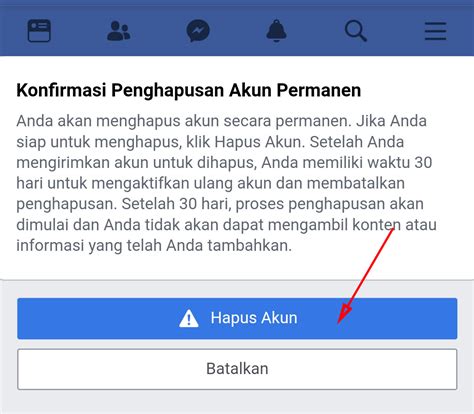 Konfirmasi Penghapusan Akun Permanen
Anda akan menghapus akun secara permanen. Jika Anda
siap untuk menghapus, klik Hapus Akun. Setelah Anda
mengirimkan akun untuk dihapus, Anda memiliki waktu 30
hari untuk mengaktifkan ulang akun dan membatalkan
penghapusan. Setelah 30 hari, proses penghapusan akan
dimulai dan Anda tidak akan dapat mengambil konten atau
informasi yang telah Anda tambahkan.
Hapus Akun
Batalkan